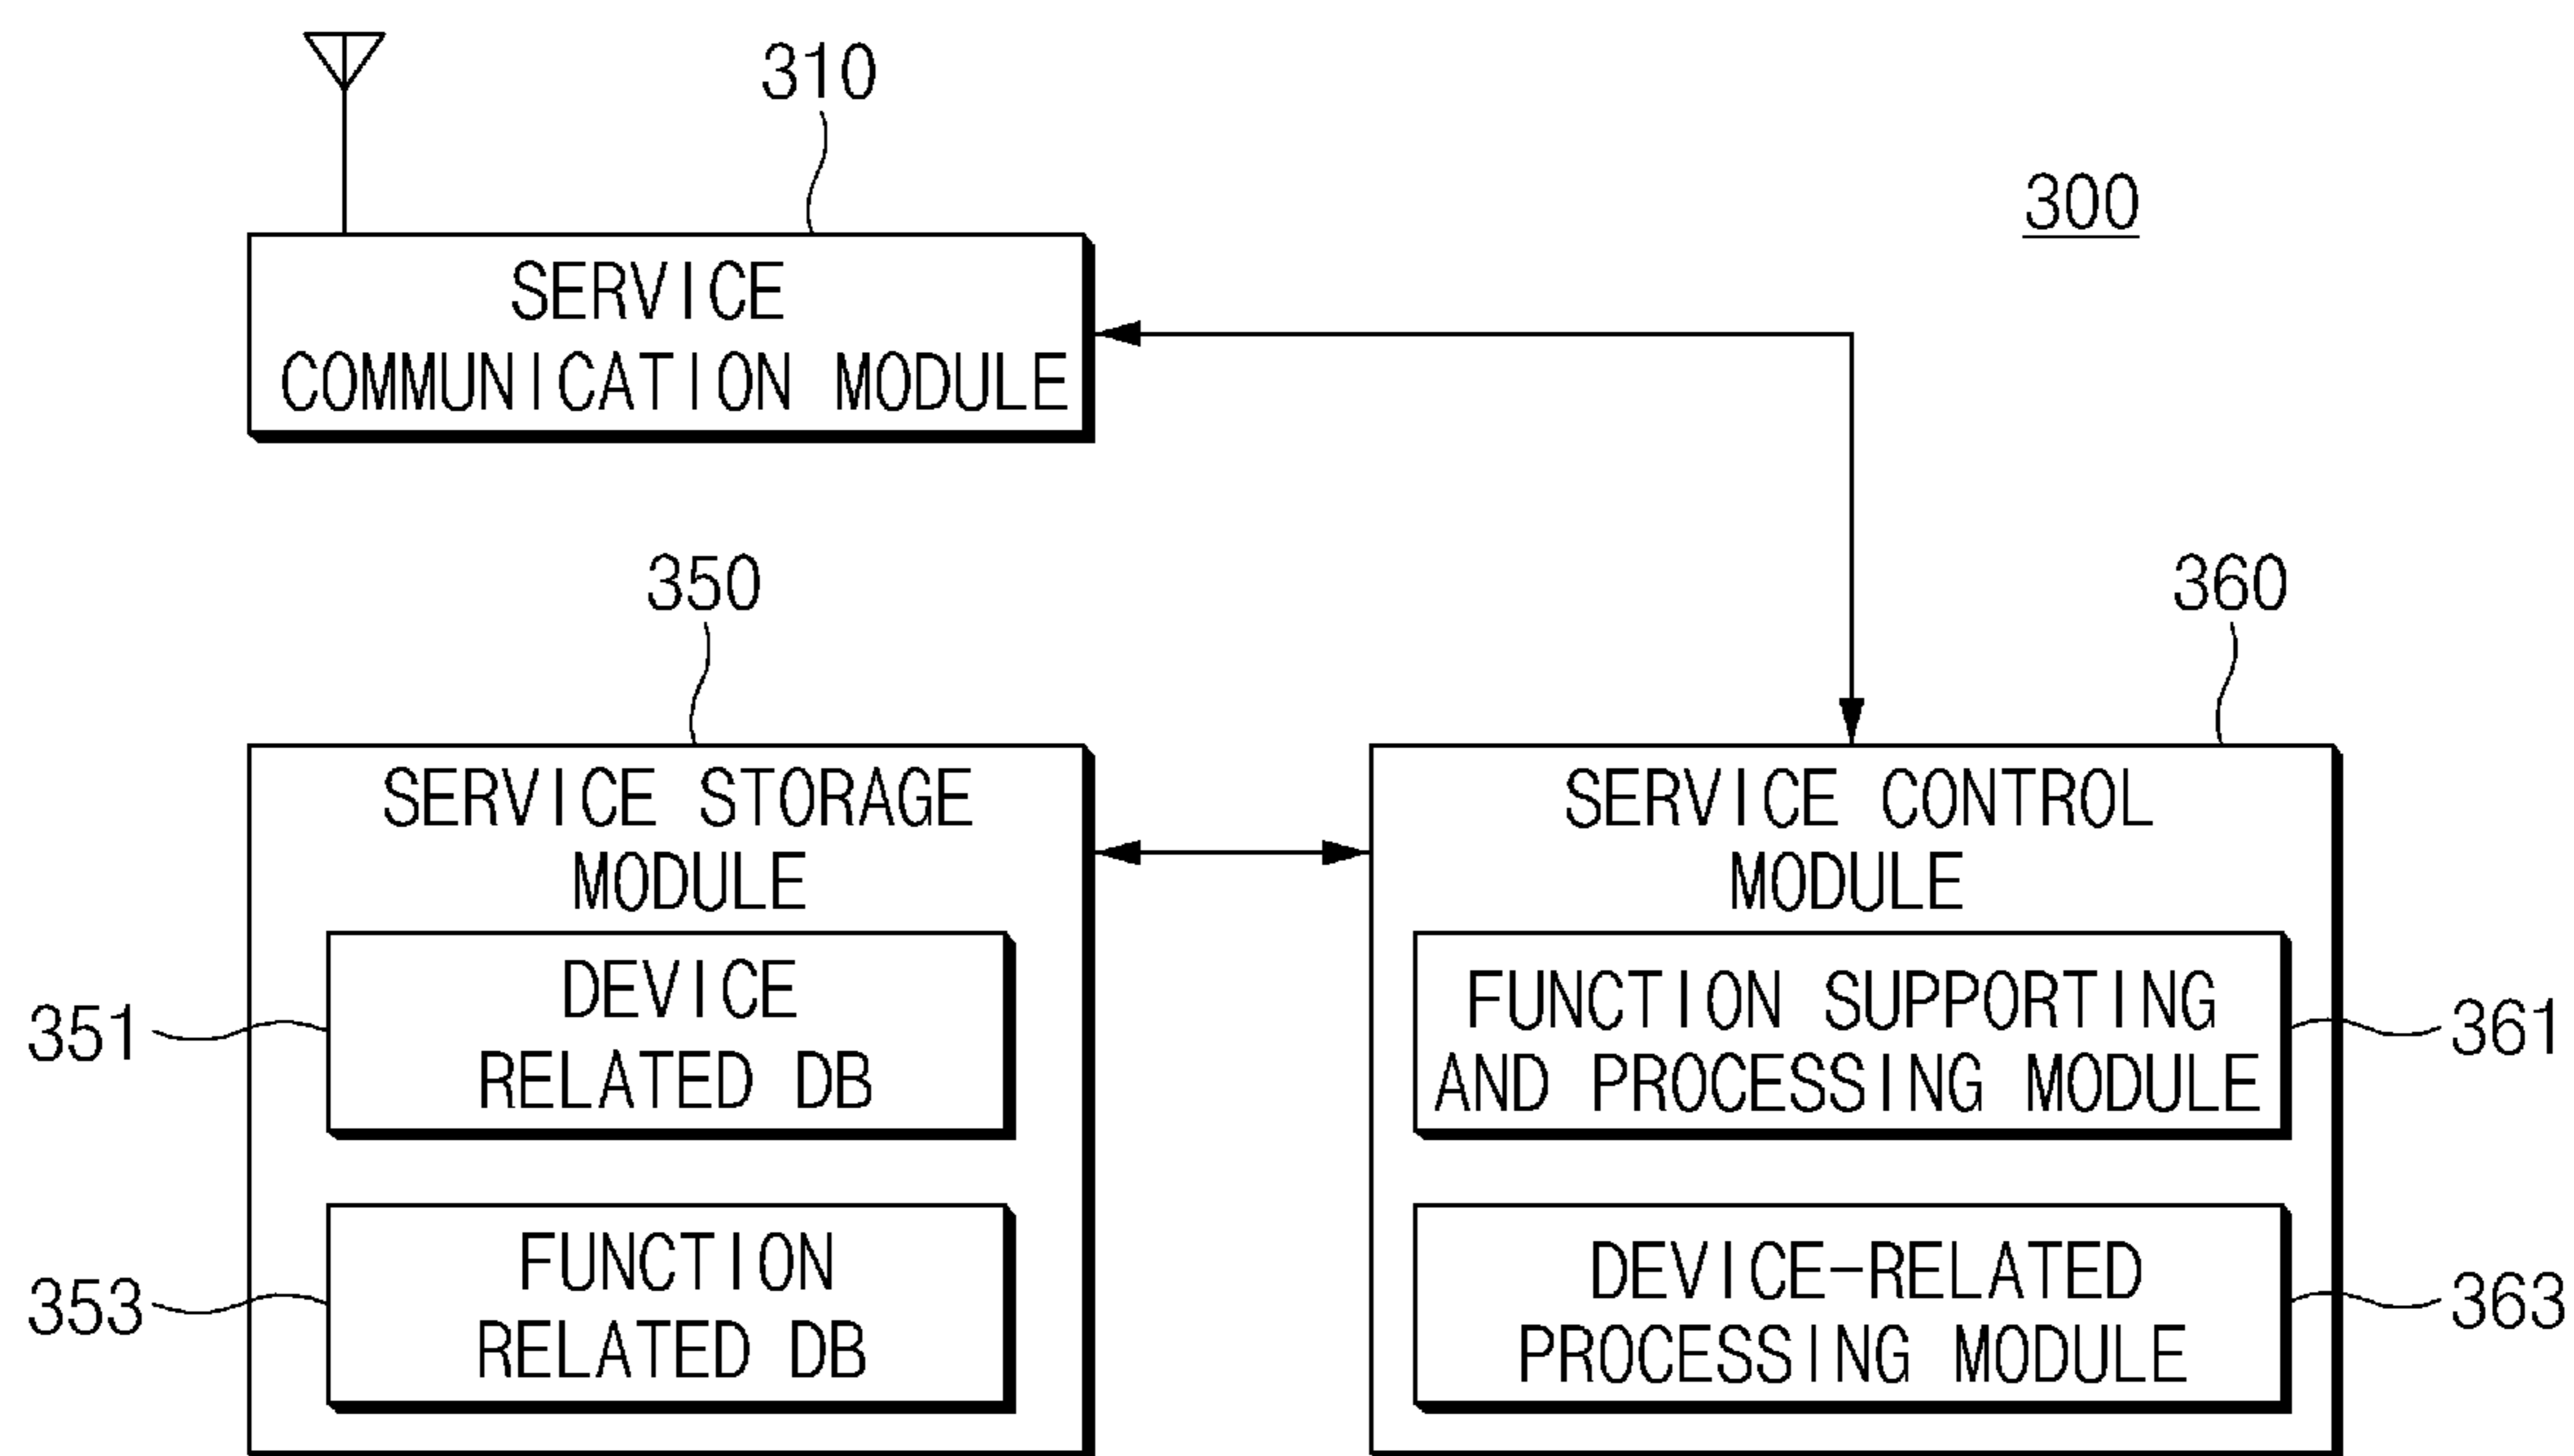 310
300
SERVICE
COMMUNICATION MODULE
350
360
SERVICE STORAGE
MODULE
SERVICE CONTROL
MODULE
351
DEVICE
RELATED DB
FUNCTION SUPPORTING
AND PROCESSING MODULE
361
353
FUNCTION
RELATED DB
DEVICE-RELATED
PROCESSING MODULE
363